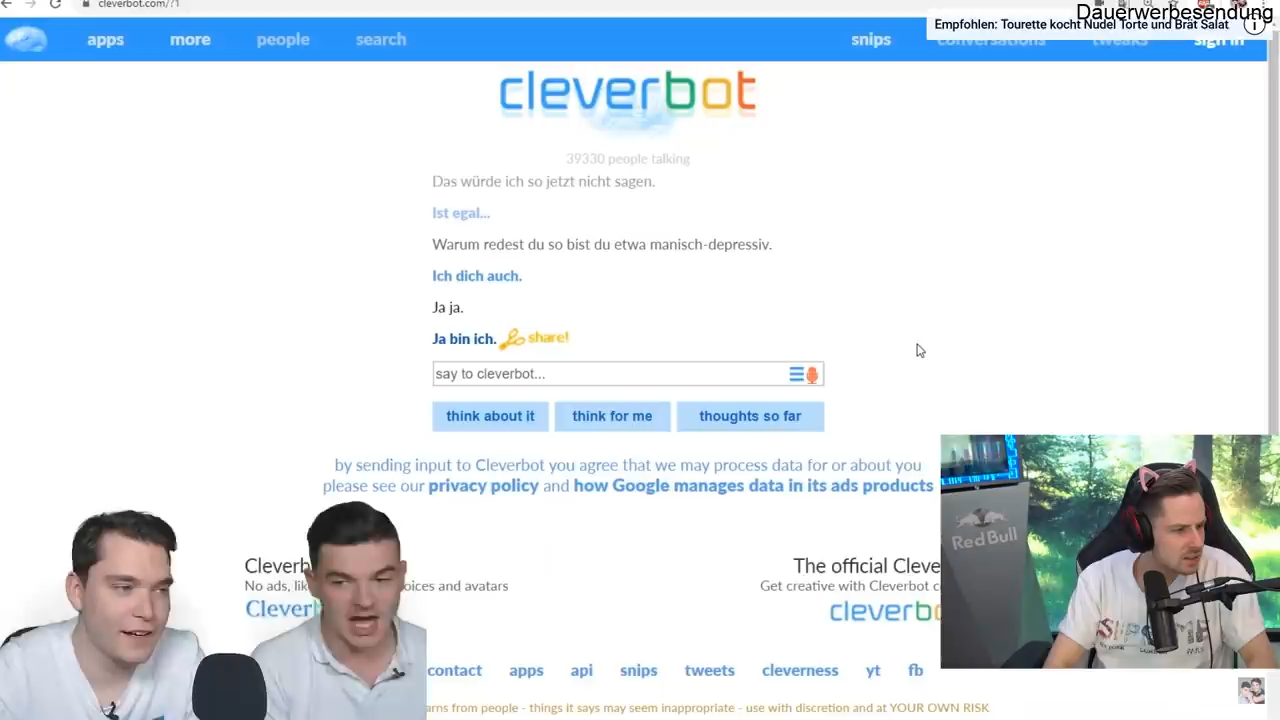 cleverbot.com/?1
Dauerwerbesendung
Empfohlen: Tourette kocht Nudel Torte und Brät Salat
apps more people search snips conversations tweaks sign in
cleverbot
39330 people talking
Das würde ich so jetzt nicht sagen.
Ist egal...
Warum redest du so bist du etwa manisch-depressiv.
Ich dich auch.
Ja ja.
Ja bin ich. share!
say to cleverbot...
think about it think for me thoughts so far
by sending input to Cleverbot you agree that we may process data for or about you
please see our privacy policy and how Google manages data in its ads products
RedBull
The official
Get creative with Cleverbot
No ads,
and avatars
contact apps api snips tweets cleverness yt fb
from people - things it says may seem inappropriate - use with discretion and at YOUR OWN RISK